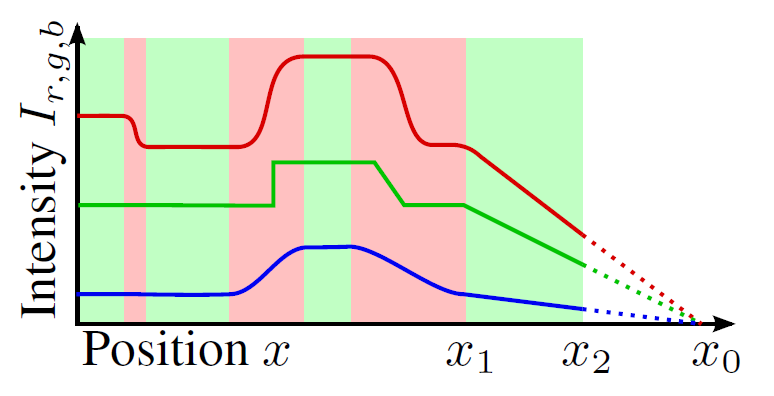 Intensity I_{r,g,b}
Position x
x_1
x_2
x_0